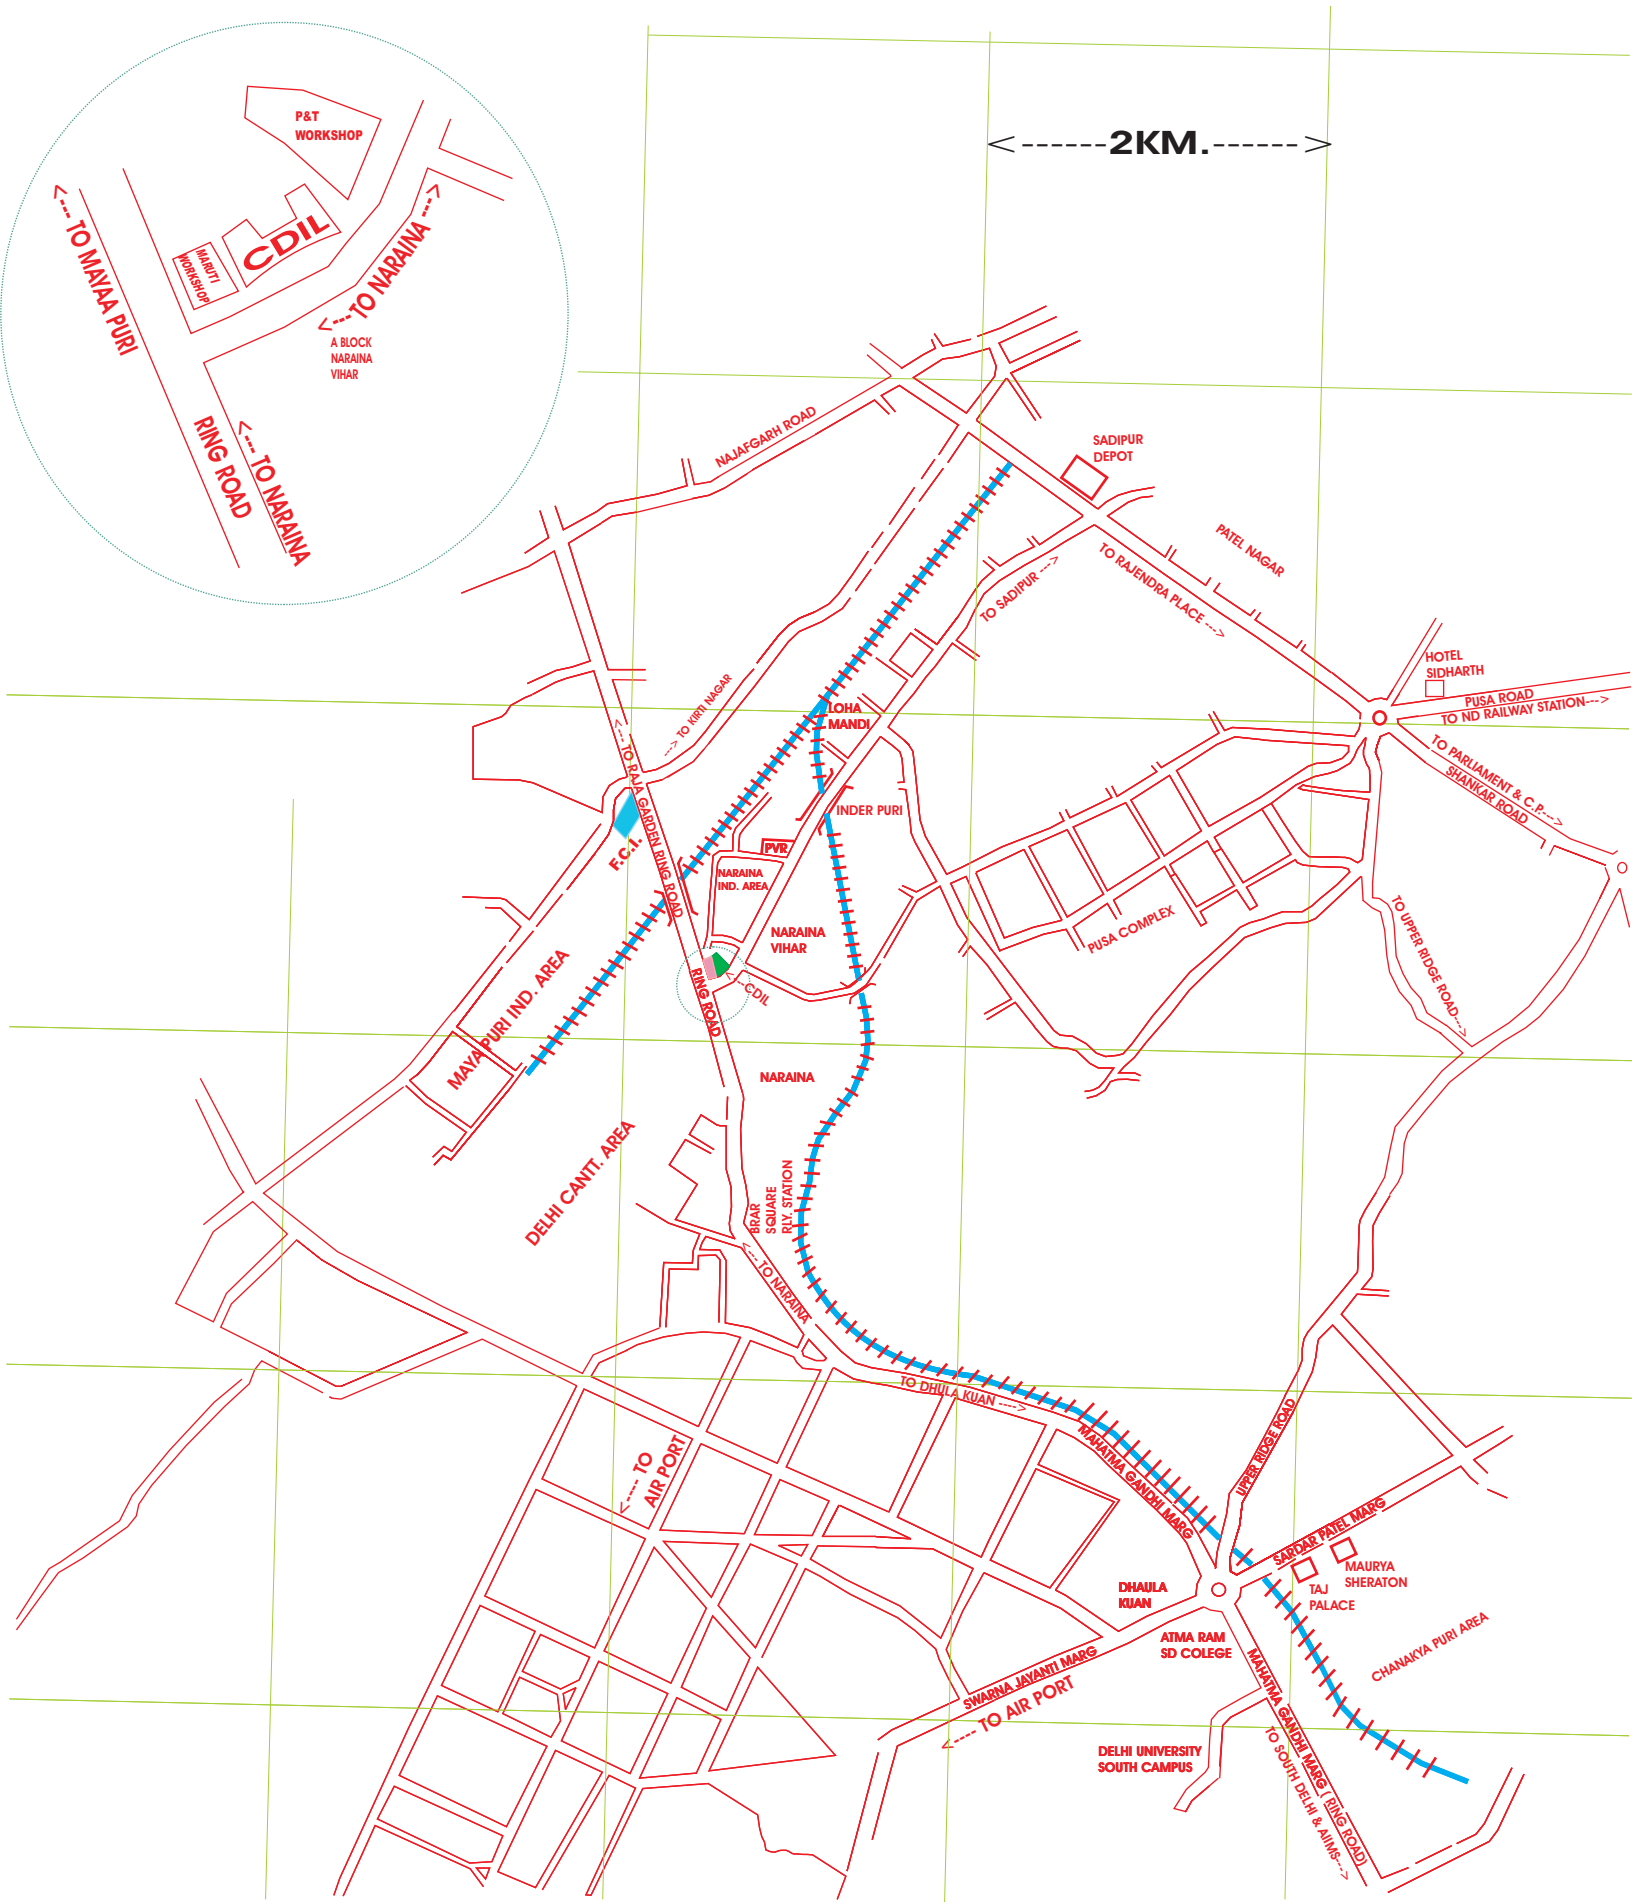 P&T
WORKSHOP
2KM.
CDIL
MARUTI
WORKSHOP
TO MAYAA PURI
TO NARAINA
A BLOCK
NARAINA
VIHAR
RING ROAD
TO NARAINA
NAJAFGARH ROAD
SADIPUR
DEPOT
PATEL NAGAR
TO RAJENDRA PLACE
TO SADIPUR
HOTEL
SIDHARTH
PUSA ROAD
TO ND RAILWAY STATION
TO KIRTI NAGAR
LOHA
MANDI
TO RAJA GARDEN RING ROAD
TO PARLIAMENT & C.P.
SHANKAR ROAD
INDER PURI
F.C.I.
PVR
NARAINA
IND. AREA
NARAINA
VIHAR
PUSA COMPLEX
TO UPPER RIDGE ROAD
MAYA PURI IND. AREA
CDIL
RING ROAD
NARAINA
DELHI CANTT. AREA
BRAR
SQUARE
RLY. STATION
TO NARAINA
TO DHULA KUAN
TO
AIR PORT
MAHATMA GANDHI MARG
UPPER RIDGE ROAD
SARDAR PATEL MARG
MAURYA
SHERATON
TAJ
PALACE
DHAULA
KUAN
ATMA RAM
SD COLEGE
CHANAKYA PURI AREA
SWARNA JAYANTI MARG
TO AIR PORT
MAHATMA GANDHI MARG ( RING ROAD)
TO SOUTH DELHI & AIIMS
DELHI UNIVERSITY
SOUTH CAMPUS